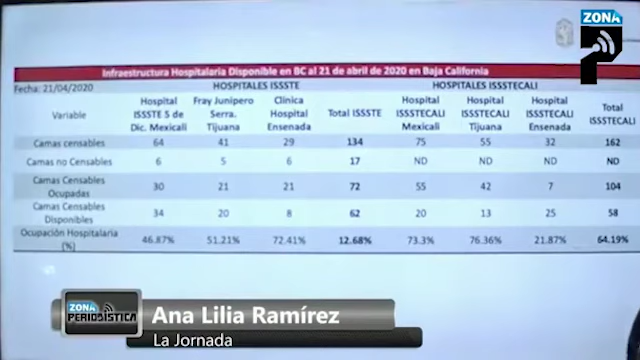 ZONA
P
Infraestructura Hospitalaria Disponible en BC al 21 de abril de 2020 en Baja California
Fecha: 21/04/2020 HOSPITALES ISSSTE HOSPITALES ISSSTECALI
Variable Hospital ISSSTE 5 de Dic. Mexicali Fray Junipero Serra. Tijuana Clínica Hospital Ensenada Total ISSSTE Hospital ISSSTECALI Mexicali Hospital ISSSTECALI Tijuana Hospital ISSSTECALI Ensenada Total ISSSTECALI
Camas censables 64 41 29 134 75 55 32 162
Camas no Censables 6 5 6 17 ND ND ND ND
Camas Censables Ocupadas 30 21 21 72 55 42 7 104
Camas Censables Disponibles 34 20 8 62 20 13 25 58
Ocupación Hospitalaria (%) 46.87% 51.21% 72.41% 12.68% 73.3% 76.36% 21.87% 64.19%
ZONA
PERIODÍSTICA
Ana Lilia Ramírez
La Jornada